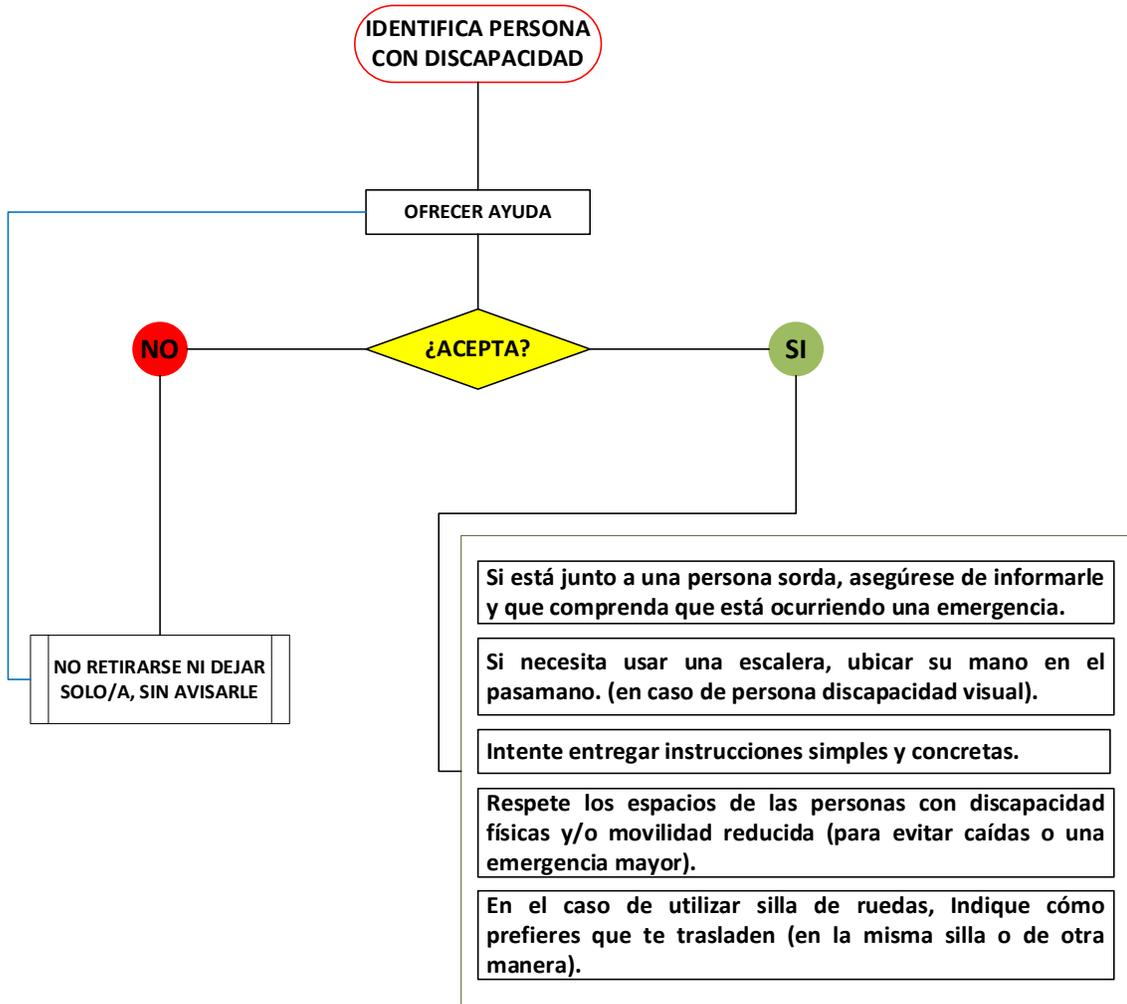 IDENTIFICA PERSONA
CON DISCAPACIDAD
OFRECER AYUDA
¿ACEPTA?
NO
SI
NO RETIRARSE NI DEJAR
SOLO/A, SIN AVISARLE
Si está junto a una persona sorda, asegúrese de informarle
y que comprenda que está ocurriendo una emergencia.
Si necesita usar una escalera, ubicar su mano en el
pasamano. (en caso de persona discapacidad visual).
Intente entregar instrucciones simples y concretas.
Respete los espacios de las personas con discapacidad
físicas y/o movilidad reducida (para evitar caídas o una
emergencia mayor).
En el caso de utilizar silla de ruedas, Indique cómo
prefieres que te trasladen (en la misma silla o de otra
manera).